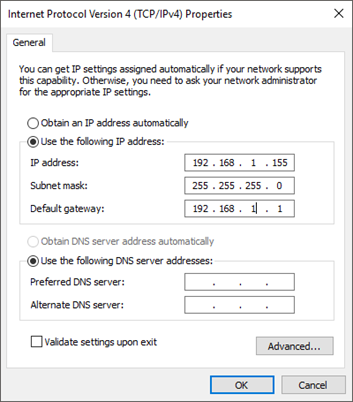 Internet Protocol Version 4 (TCP/IPv4) Properties
General
You can get IP settings assigned automatically if your network supports
this capability. Otherwise, you need to ask your network administrator
for the appropriate IP settings.
Obtain an IP address automatically
Use the following IP address:
IP address: 192 . 168 . 1 . 155
Subnet mask: 255 . 255 . 255 . 0
Default gateway: 192 . 168 . 1 . 1
Obtain DNS server address automatically
Use the following DNS server addresses:
Preferred DNS server: . . .
Alternate DNS server: . . .
Validate settings upon exit
Advanced...
OK Cancel